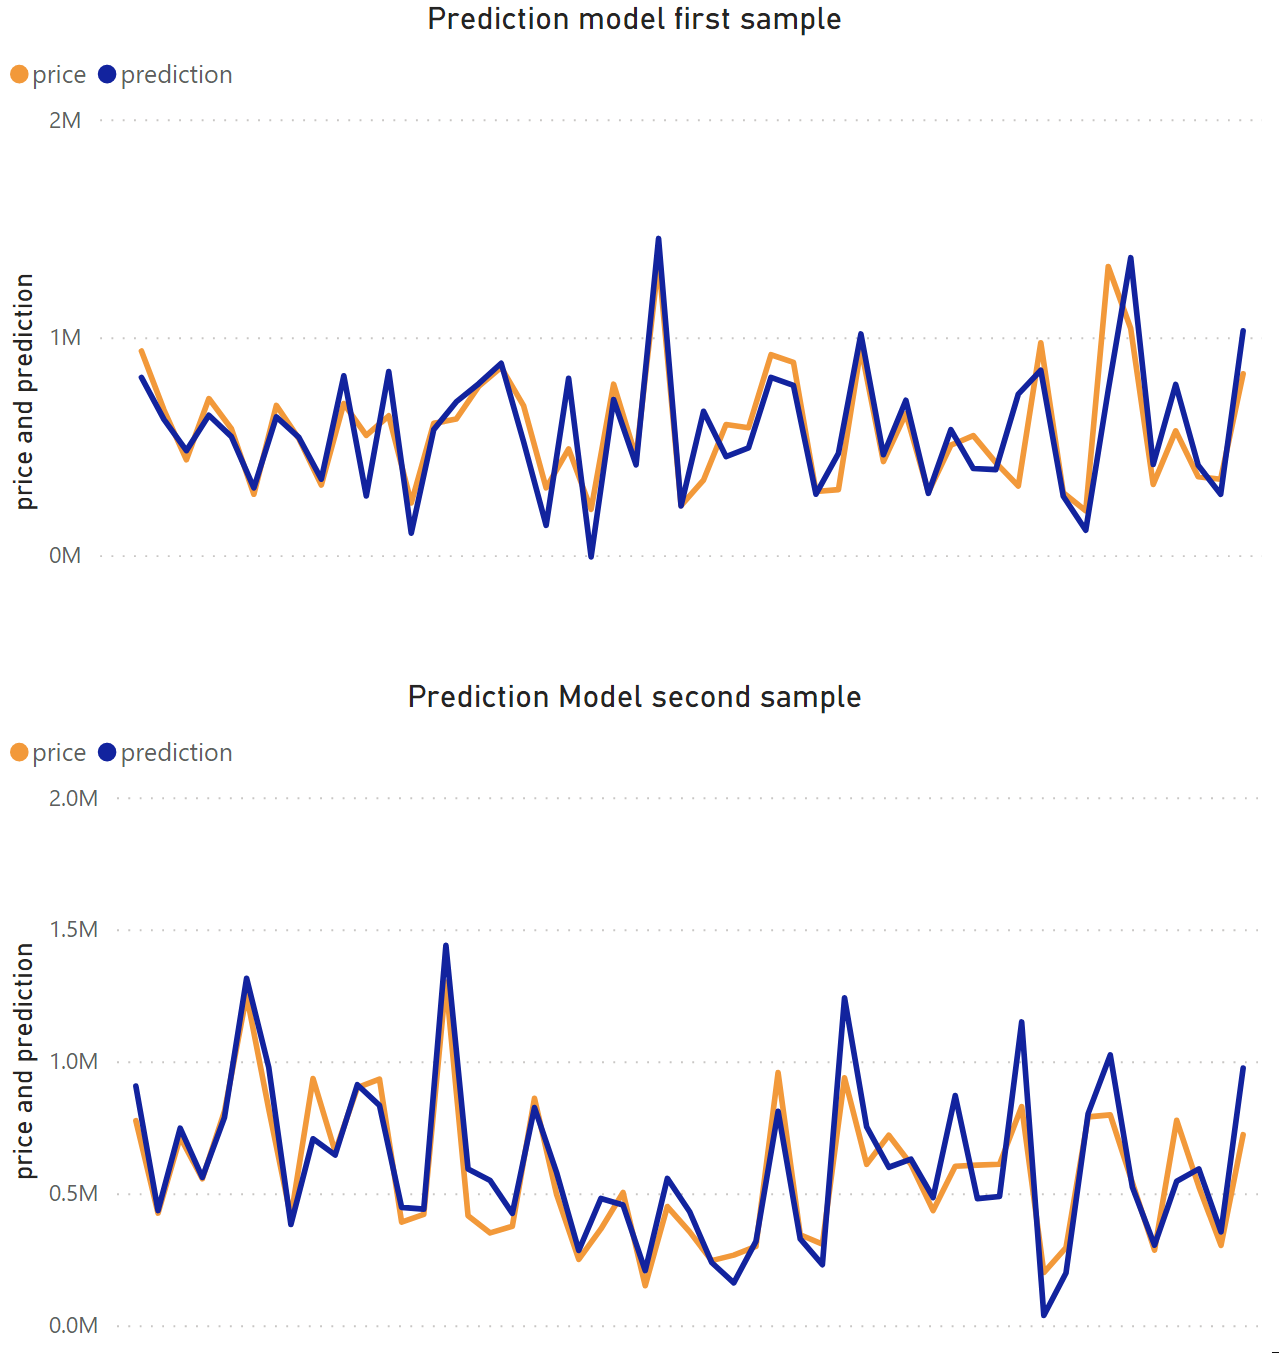 Prediction model first sample
price prediction
2M
1M
0M
price and prediction
Prediction Model second sample
price prediction
2.0M
1.5M
1.0M
0.5M
0.0M
price and prediction